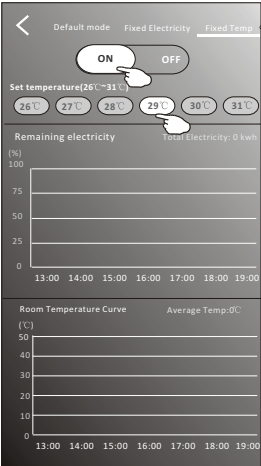 Default mode Fixed Electricity Fixed Temp
ON OFF
Set temperature(26℃~31℃)
26℃ 27℃ 28℃ 29℃ 30℃ 31℃
Remaining electricity Total Electricity: 0 kwh
(%)
100
75
50
25
0
13:00 14:00 15:00 16:00 17:00 18:00 19:00
Room Temperature Curve Average Temp:0℃
(℃)
50
40
30
20
10
0
13:00 14:00 15:00 16:00 17:00 18:00 19:00